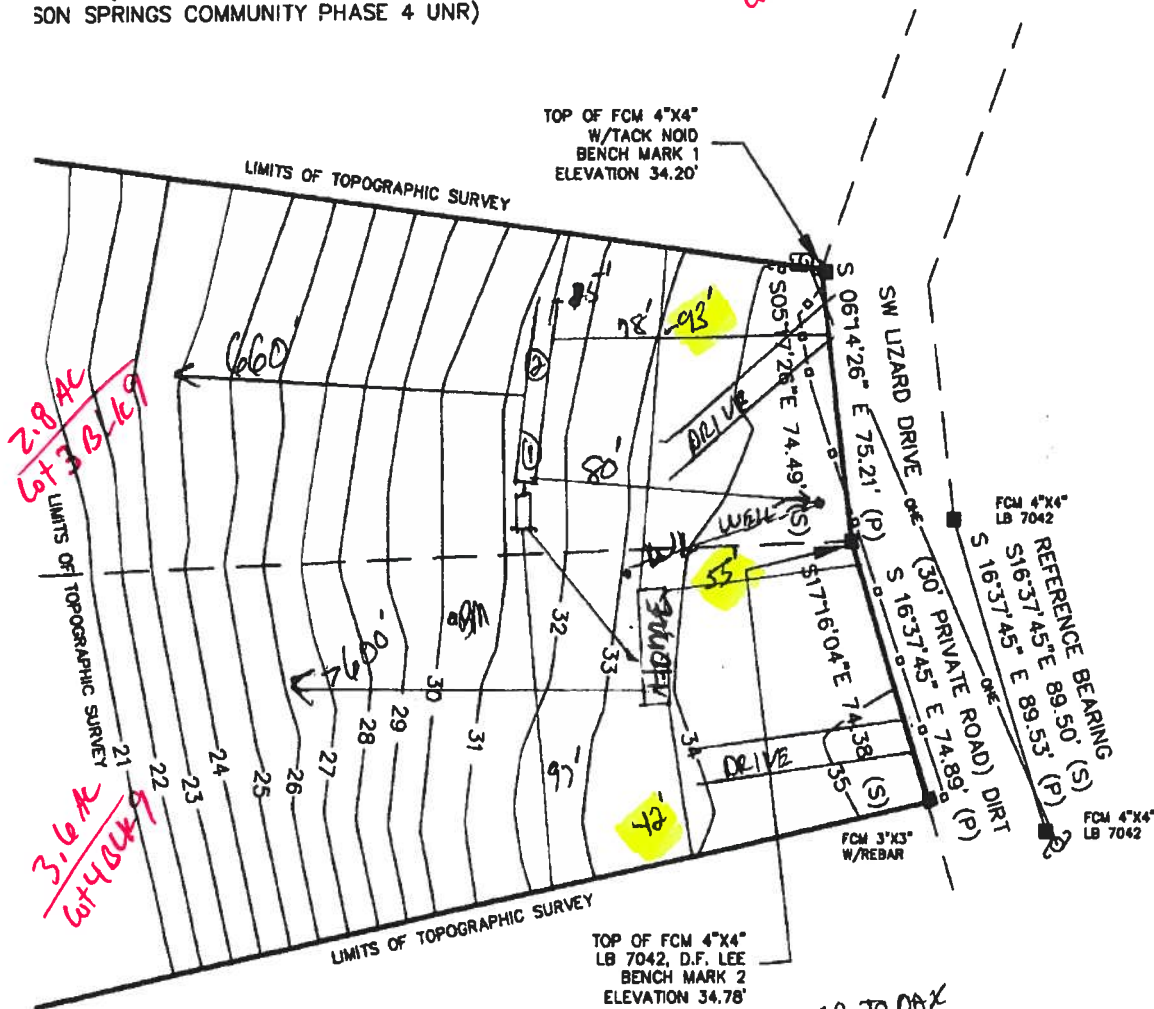 SON SPRINGS COMMUNITY PHASE 4 UNR)
TOP OF FCM 4"X4"
W/TACK NOID
BENCH MARK 1
ELEVATION 34.20'
LIMITS OF TOPOGRAPHIC SURVEY
78'
93'
660'
2.8 AC
Lot 3 Blk 9
2
1
80'
DRIVE
WELL
S05°17'26"E 74.49' (S)
S 06°14'26" E 75.21' (P)
SW LIZARD DRIVE
(30' PRIVATE ROAD) DIRT
OHE
OHE
FCM 4"X4"
LB 7042
REFERENCE BEARING
S16°37'45"E 89.50' (S)
S 16°37'45" E 89.53' (P)
FCM 4"X4"
LB 7042
LIMITS OF TOPOGRAPHIC SURVEY
55'
S17°16'04"E 74.38 (S)
S 16°37'45" E 74.89' (P)
>600'
BM
21
22
23
24
25
26
27
28
29
30
31
32
33
34
35
97'
42'
DRIVE
3.6 AC
Lot 4 Blk 9
FCM 3'X3"
W/REBAR
LIMITS OF TOPOGRAPHIC SURVEY
TOP OF FCM 4"X4"
LB 7042, D.F. LEE
BENCH MARK 2
ELEVATION 34.78'